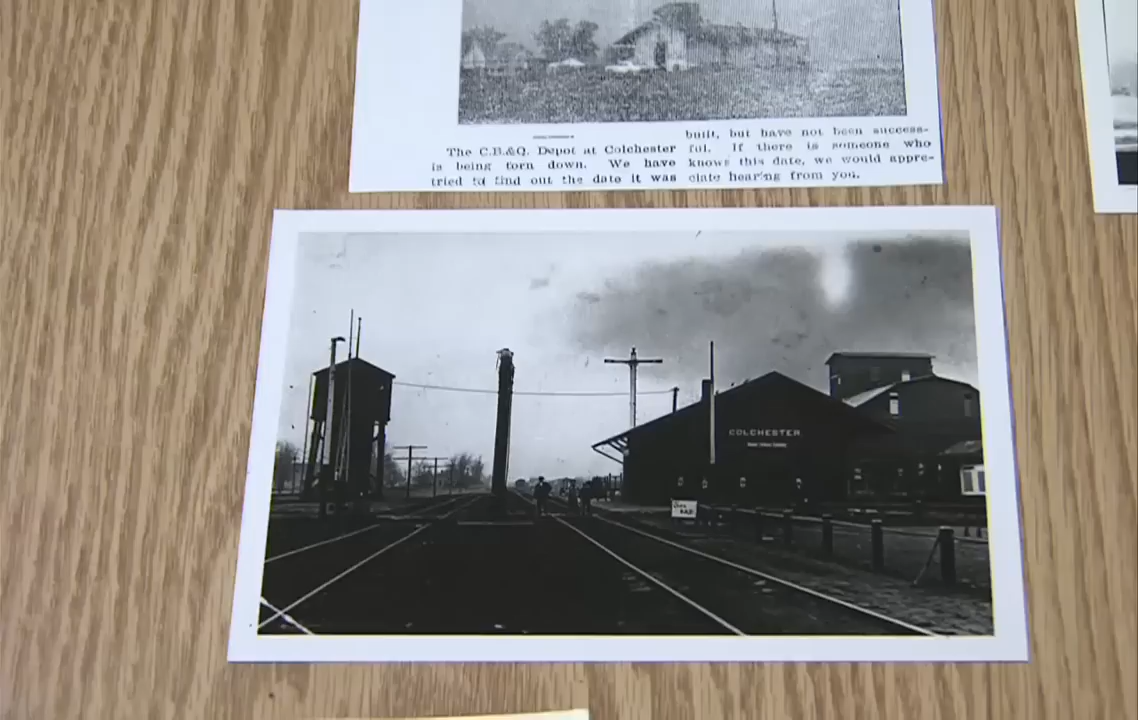 The C.B.&Q. Depot at Colchester
is being torn down. We have
tried to find out the date it was
built, but have not been success-
ful. If there is someone who
knows this date, we would appre-
ciate hearing from you.
COLCHESTER